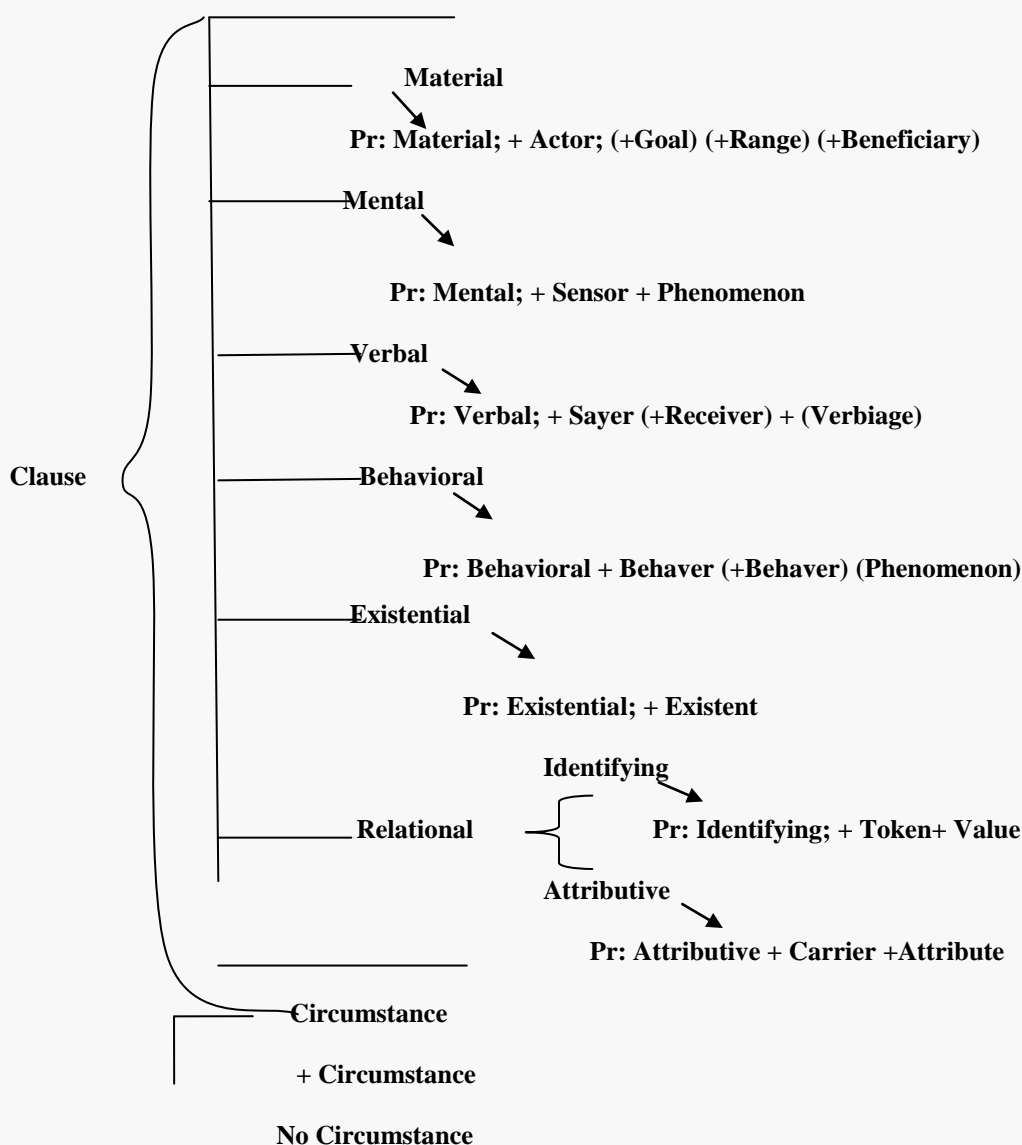 Material
Pr: Material; + Actor; (+Goal) (+Range) (+Beneficiary)
Mental
Pr: Mental; + Sensor + Phenomenon
Verbal
Pr: Verbal; + Sayer (+Receiver) + (Verbiage)
Clause
Behavioral
Pr: Behavioral + Behaver (+Behaver) (Phenomenon)
Existential
Pr: Existential; + Existent
Identifying
Relational
Pr: Identifying; + Token+ Value
Attributive
Pr: Attributive + Carrier +Attribute
Circumstance
+ Circumstance
No Circumstance